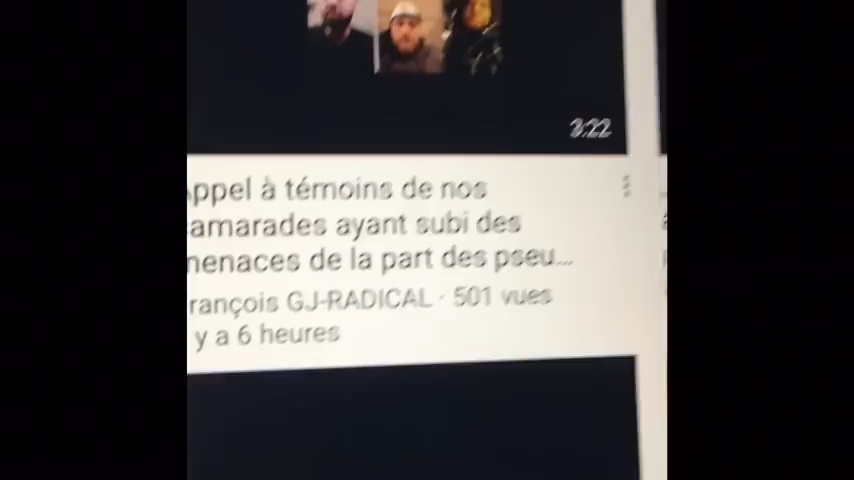 3:22
ppel à témoins de nos
amarades ayant subi des
nenaces de la part des pseu...
rançois GJ-RADICAL · 501 vues
y a 6 heures